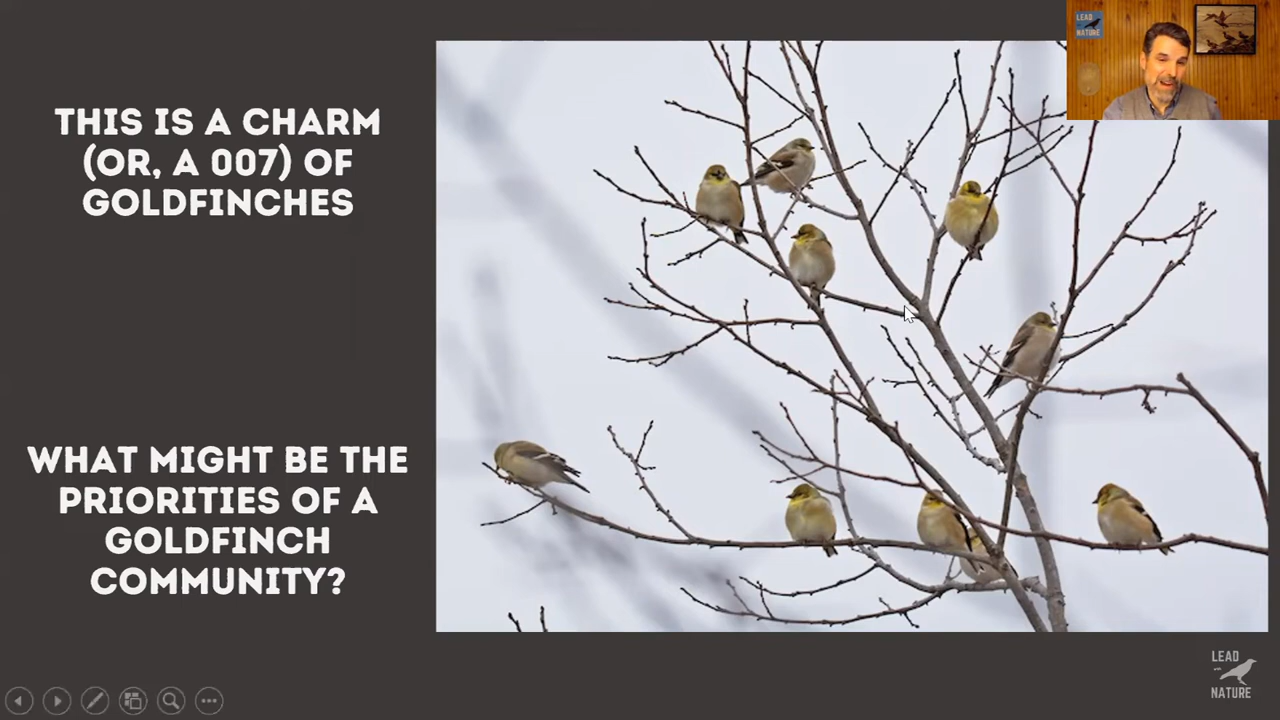 THIS IS A CHARM
(OR, A 007) OF
GOLDFINCHES
WHAT MIGHT BE THE
PRIORITIES OF A
GOLDFINCH
COMMUNITY?
LEAD
NATURE
LEAD
NATURE